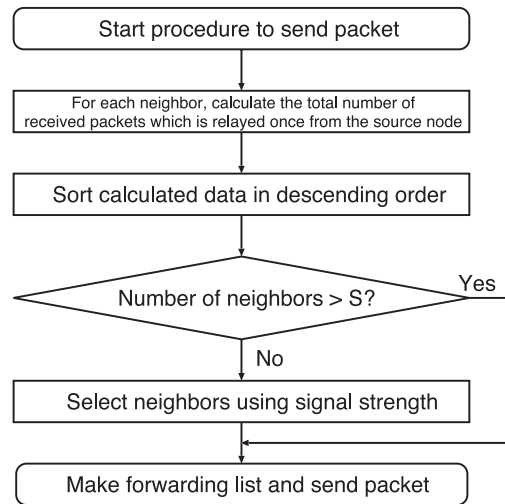 Start procedure to send packet
For each neighbor, calculate the total number of
received packets which is relayed once from the source node
Sort calculated data in descending order
Number of neighbors > S?
Yes
No
Select neighbors using signal strength
Make forwarding list and send packet